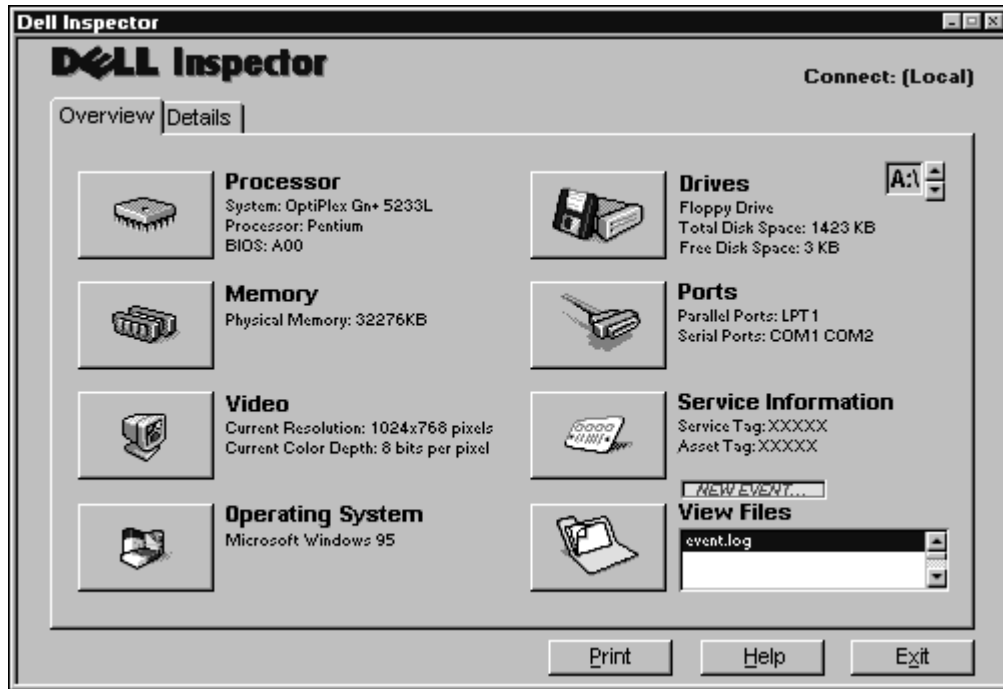 Dell Inspector
DELL Inspector
Connect: (Local)
Overview
Details
Processor
System: OptiPlex Gn+ 5233L
Processor: Pentium
BIOS: A00
Drives
A:\
Floppy Drive
Total Disk Space: 1423 KB
Free Disk Space: 3 KB
Memory
Physical Memory: 32276KB
Ports
Parallel Ports: LPT1
Serial Ports: COM1 COM2
Video
Current Resolution: 1024x768 pixels
Current Color Depth: 8 bits per pixel
Service Information
Service Tag: XXXXX
Asset Tag: XXXXX
Operating System
Microsoft Windows 95
NEW EVENT...
View Files
event.log
Print
Help
Exit